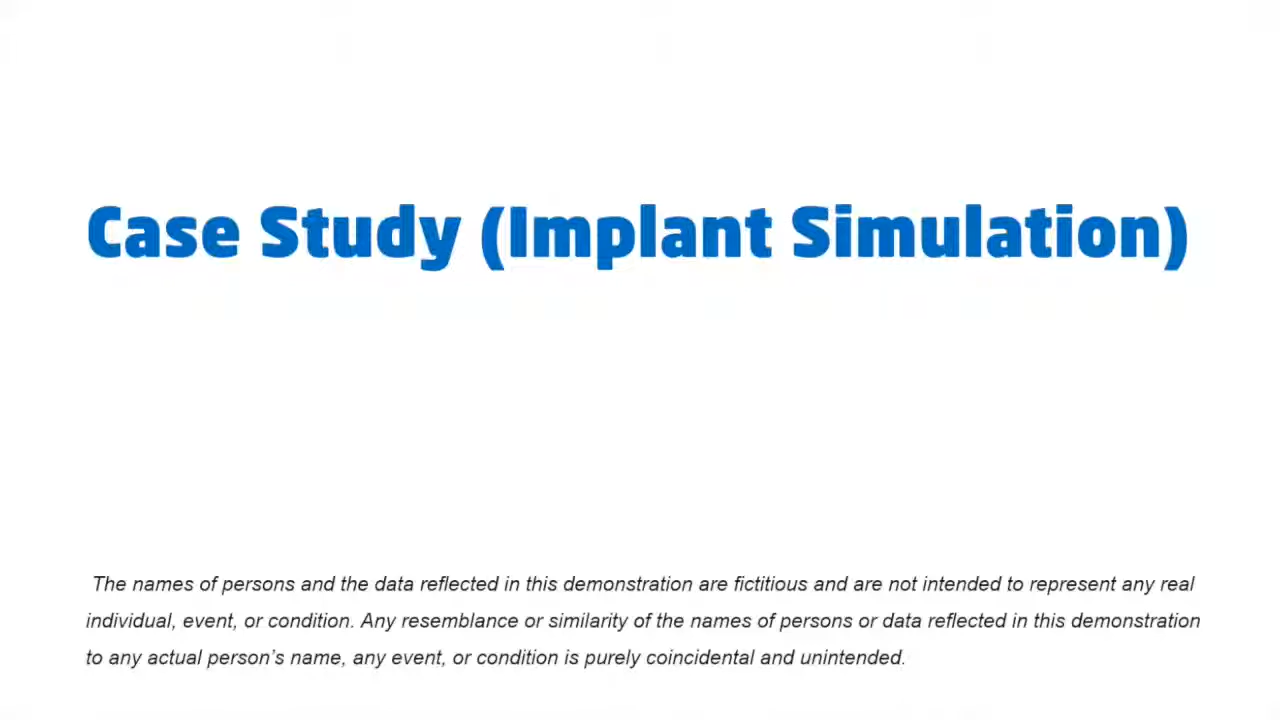 Case Study (Implant Simulation)
The names of persons and the data reflected in this demonstration are fictitious and are not intended to represent any real
individual, event, or condition. Any resemblance or similarity of the names of persons or data reflected in this demonstration
to any actual person’s name, any event, or condition is purely coincidental and unintended.